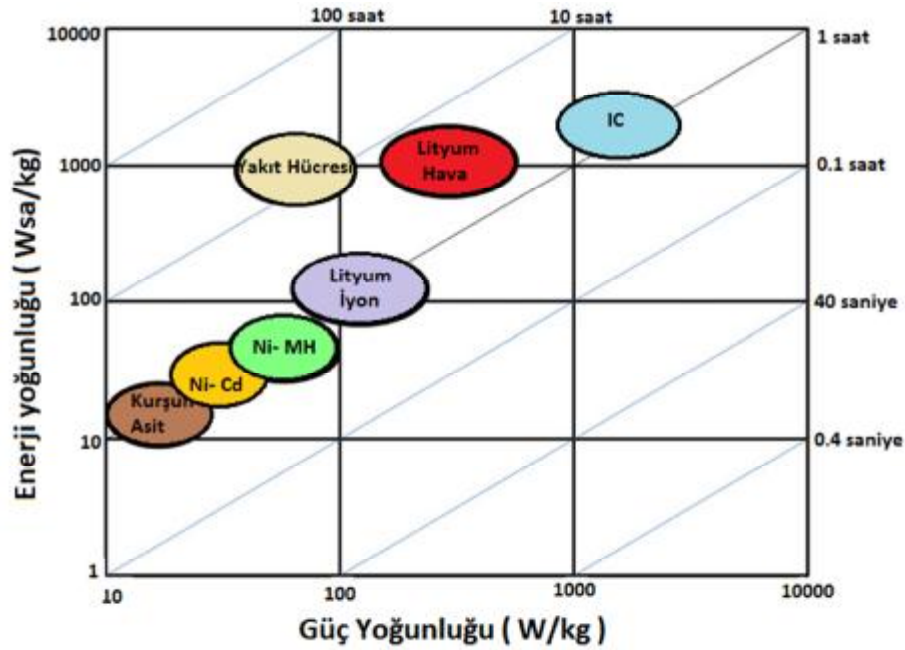 100 saat
10 saat
10000
1 saat
IC
Lityum
Hava
Yakıt Hücresi
1000
0.1 saat
Lityum
İyon
100
40 saniye
Ni- MH
Ni- Cd
Kurşun
Asit
10
0.4 saniye
1
10
100
1000
10000
Enerji yoğunluğu ( Wsa/kg)
Güç Yoğunluğu ( W/kg )